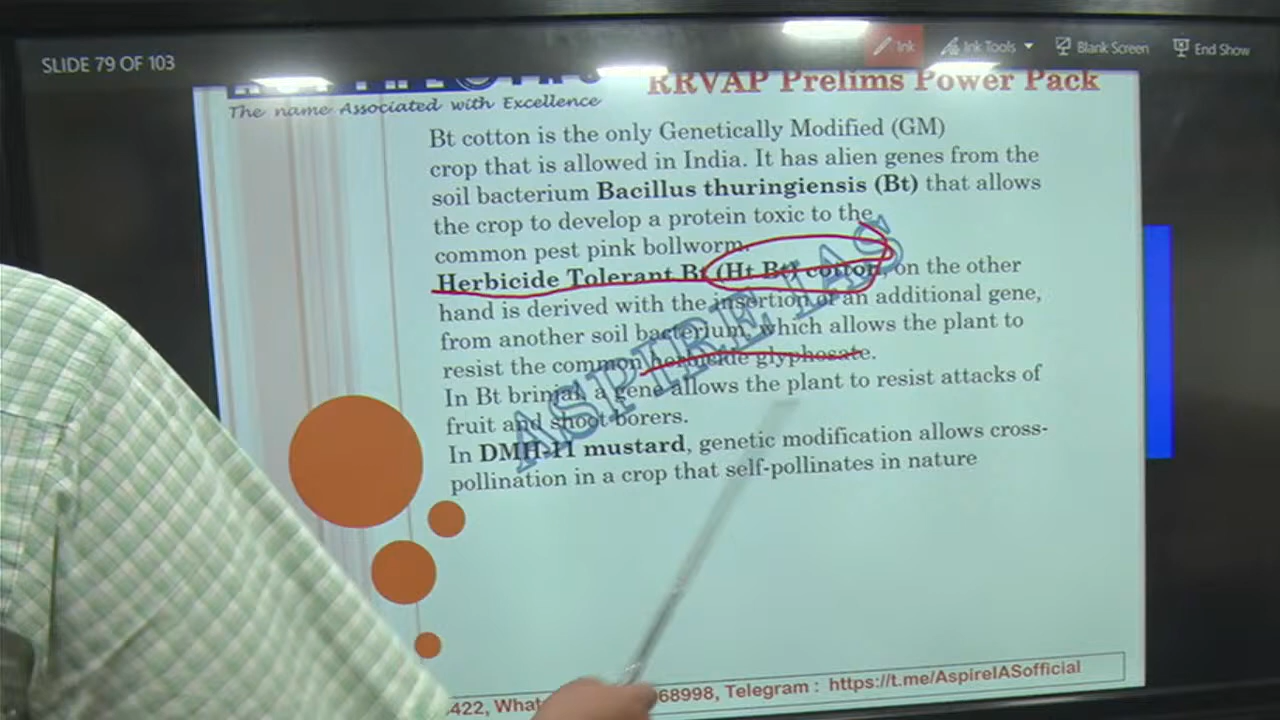 SLIDE 79 OF 103
Ink
Ink Tools
Blank Screen
End Show
RRVAP Prelims Power Pack
The name Associated with Excellence
Bt cotton is the only Genetically Modified (GM)
crop that is allowed in India. It has alien genes from the
soil bacterium Bacillus thuringiensis (Bt) that allows
the crop to develop a protein toxic to the
common pest pink bollworm.
Herbicide Tolerant Bt (Ht Bt) cotton, on the other
hand is derived with the insertion of an additional gene,
from another soil bacterium, which allows the plant to
resist the common herbicide glyphosate.
In Bt brinjal, a gene allows the plant to resist attacks of
fruit and shoot borers.
In DMH-11 mustard, genetic modification allows cross-
pollination in a crop that self-pollinates in nature
ASPIRE IAS
422, What 68998, Telegram : https://t.me/AspireIASofficial